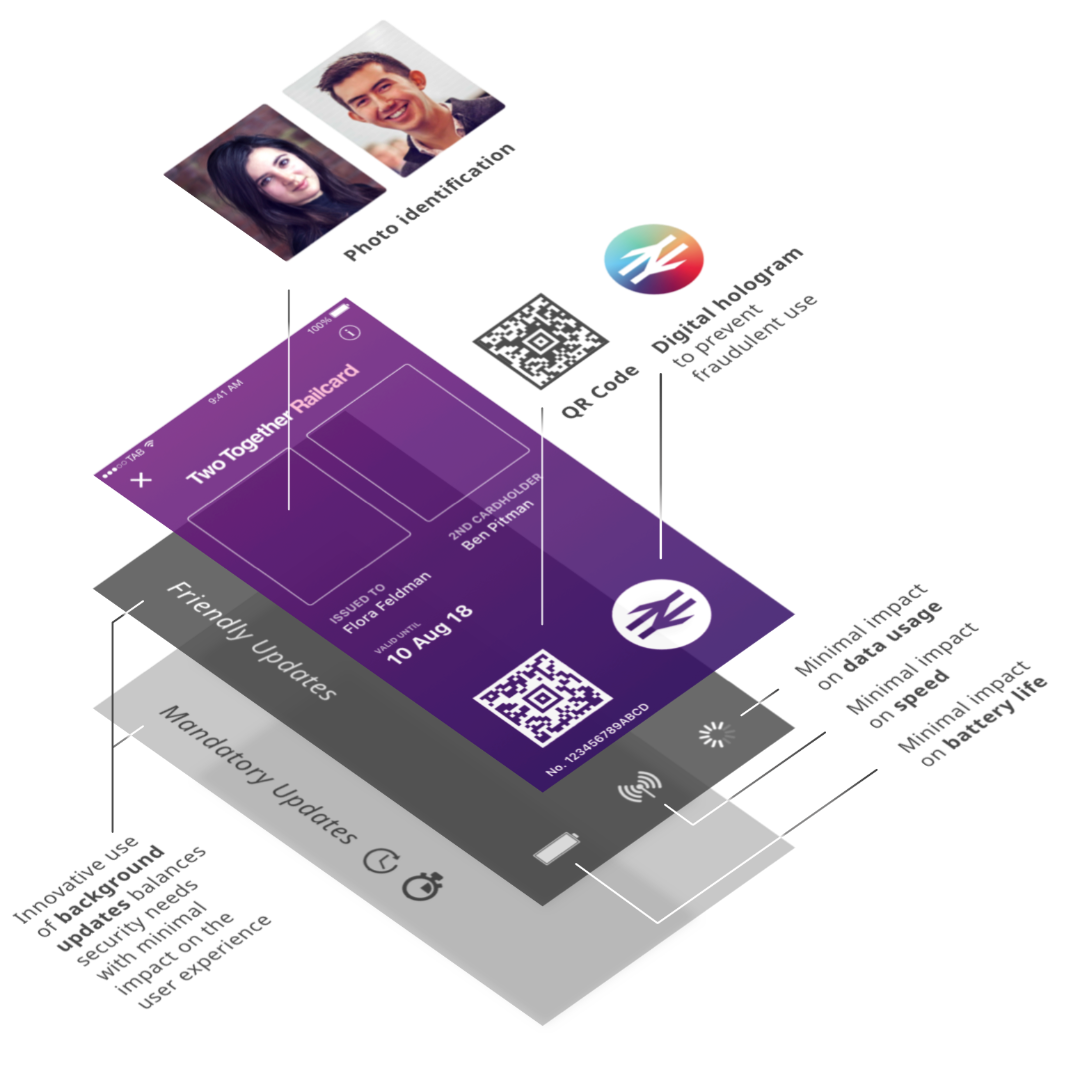 Photo identification
Digital hologram
to prevent
fraudulent use
QR Code
TAB
9:41 AM
100%
Two Together Railcard
2ND CARDHOLDER
Ben Pitman
ISSUED TO
Flora Feldman
VALID UNTIL
10 Aug 18
No. 123456789ABCD
Friendly Updates
Mandatory Updates
Minimal impact
on data usage
Minimal impact
on speed
Minimal impact
on battery life
Innovative use
of background
updates balances
security needs
with minimal
impact on the
user experience